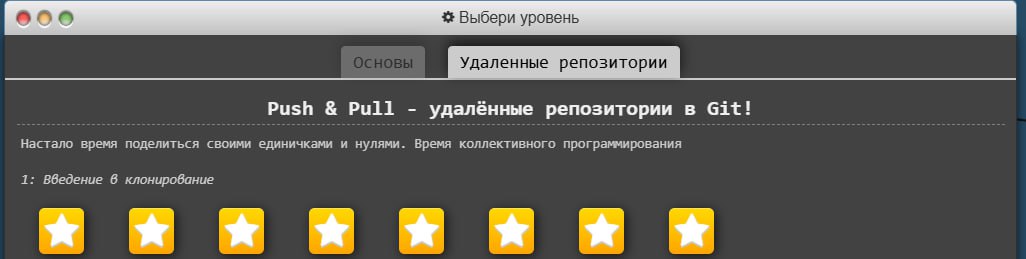 Выбери уровень
Основы
Удаленные репозитории
Push & Pull - удалённые репозитории в Git!
Настало время поделиться своими единичками и нулями. Время коллективного программирования
1: Введение в клонирование